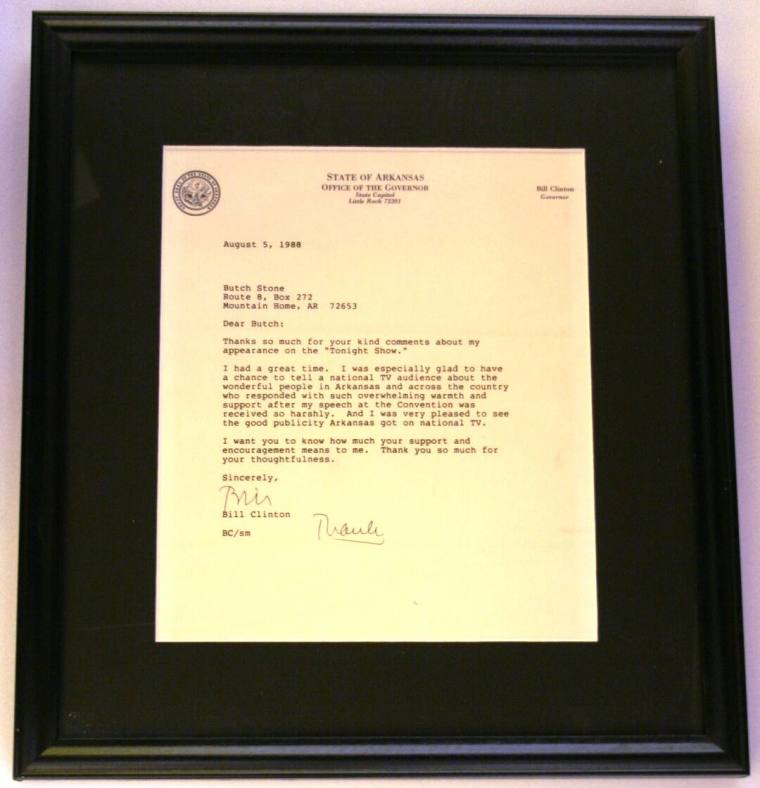 STATE OF ARKANSAS
OFFICE OF THE GOVERNOR
State Capitol
Little Rock 72201
Bill Clinton
Governor
August 5, 1988
Butch Stone
Route 8, Box 272
Mountain Home, AR 72653
Dear Butch:
Thanks so much for your kind comments about my
appearance on the "Tonight Show."
I had a great time. I was especially glad to have
a chance to tell a national TV audience about the
wonderful people in Arkansas and across the country
who responded with such overwhelming warmth and
support after my speech at the Convention was
received so harshly. And I was very pleased to see
the good publicity Arkansas got on national TV.
I want you to know how much your support and
encouragement means to me. Thank you so much for
your thoughtfulness.
Sincerely,
Bill
Bill Clinton
BC/sm
Thanks